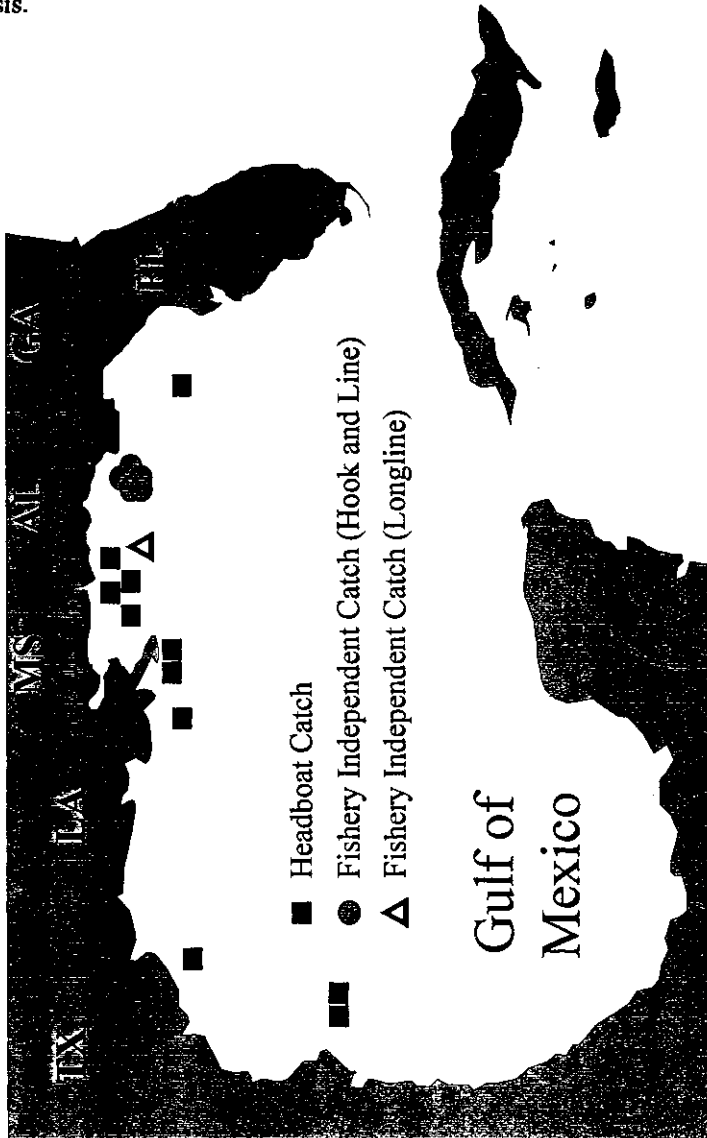 sis.
TX
LA
MS
AL
GA
FL
Headboat Catch
Fishery Independent Catch (Hook and Line)
Fishery Independent Catch (Longline)
Gulf of
Mexico